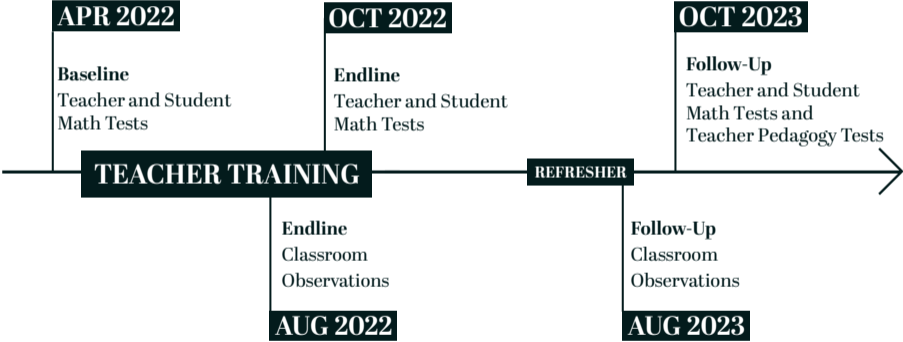 APR 2022
Baseline
Teacher and Student
Math Tests
OCT 2022
Endline
Teacher and Student
Math Tests
OCT 2023
Follow-Up
Teacher and Student
Math Tests and
Teacher Pedagogy Tests
TEACHER TRAINING
REFRESHER
Endline
Classroom
Observations
AUG 2022
Follow-Up
Classroom
Observations
AUG 2023